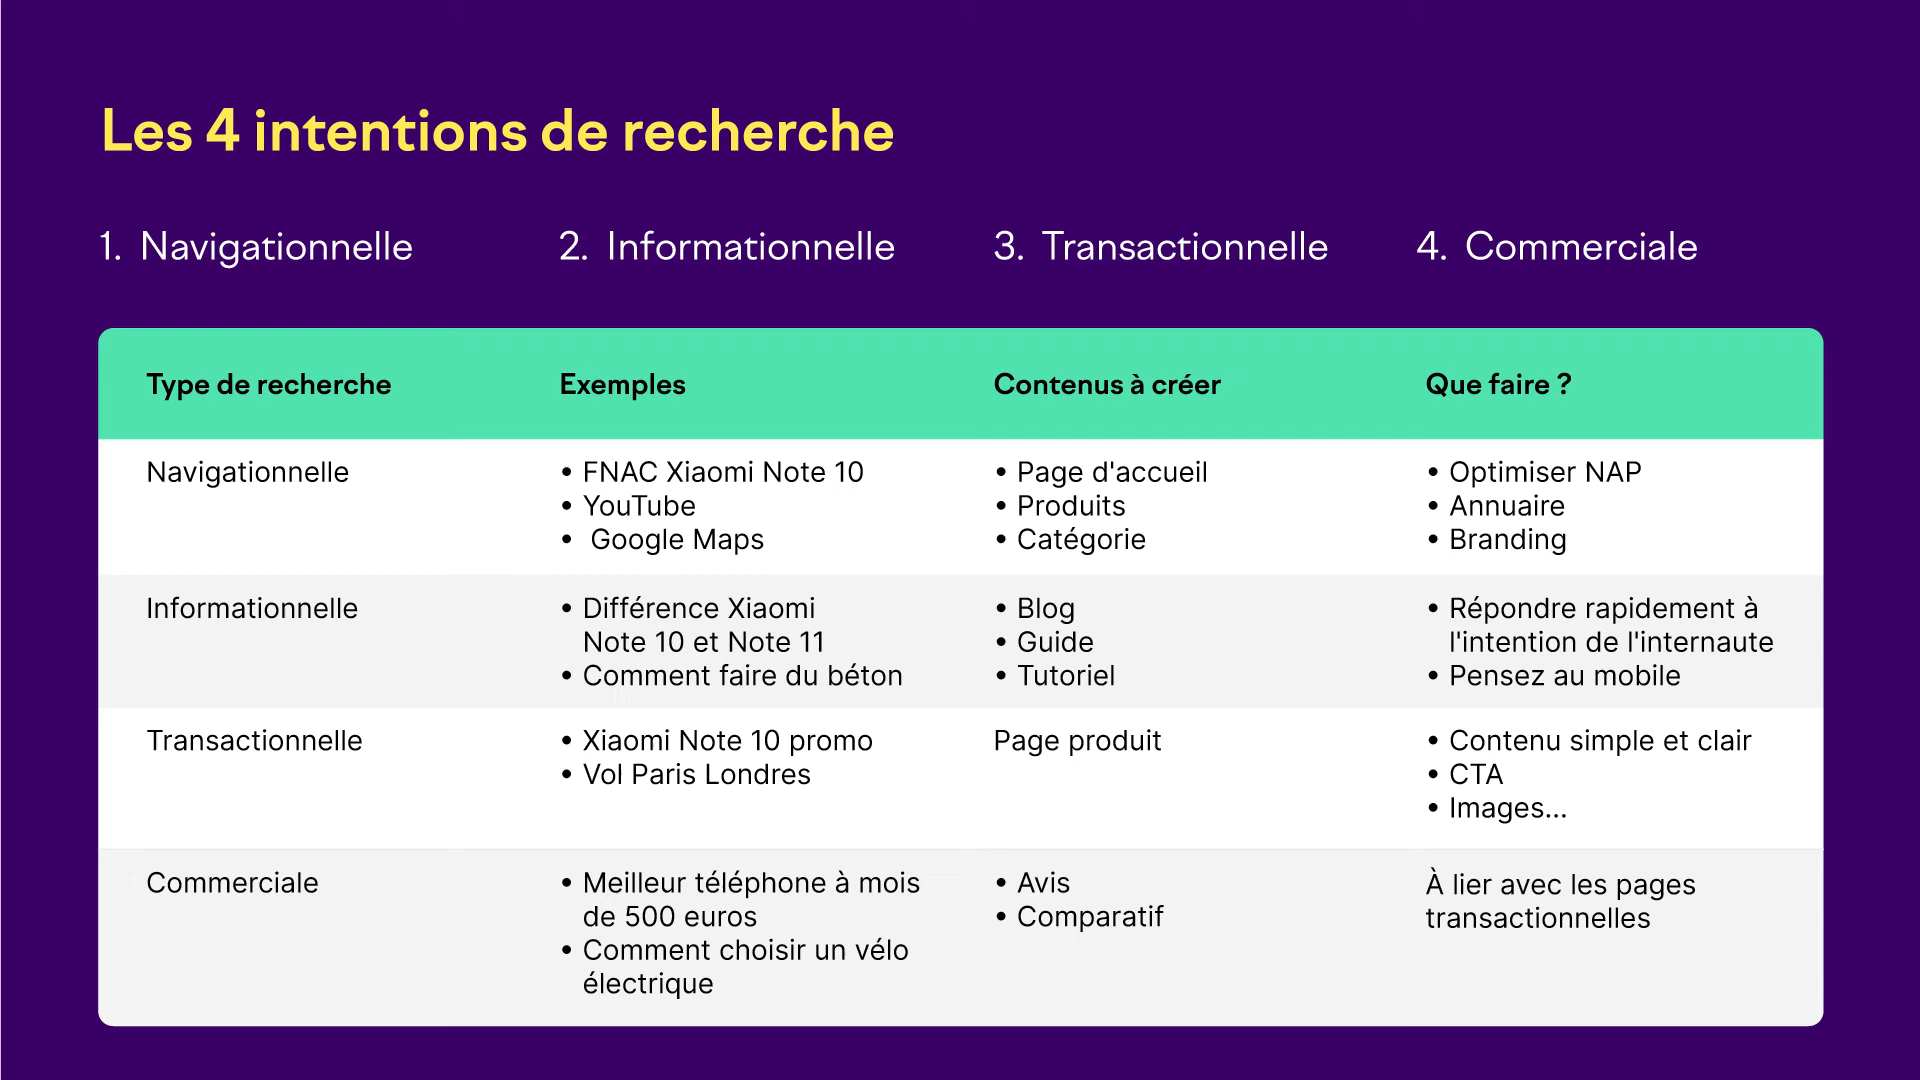 Les 4 intentions de recherche
1. Navigationnelle
2. Informationnelle
3. Transactionnelle
4. Commerciale
Type de recherche
Exemples
Contenus à créer
Que faire ?
Navigationnelle
• FNAC Xiaomi Note 10
• YouTube
• Google Maps
• Page d'accueil
• Produits
• Catégorie
• Optimiser NAP
• Annuaire
• Branding
Informationnelle
• Différence Xiaomi
Note 10 et Note 11
• Comment faire du béton
• Blog
• Guide
• Tutoriel
• Répondre rapidement à
l'intention de l'internaute
• Pensez au mobile
Transactionnelle
• Xiaomi Note 10 promo
• Vol Paris Londres
Page produit
• Contenu simple et clair
• CTA
• Images...
Commerciale
• Meilleur téléphone à mois
de 500 euros
• Comment choisir un vélo
électrique
• Avis
• Comparatif
À lier avec les pages
transactionnelles